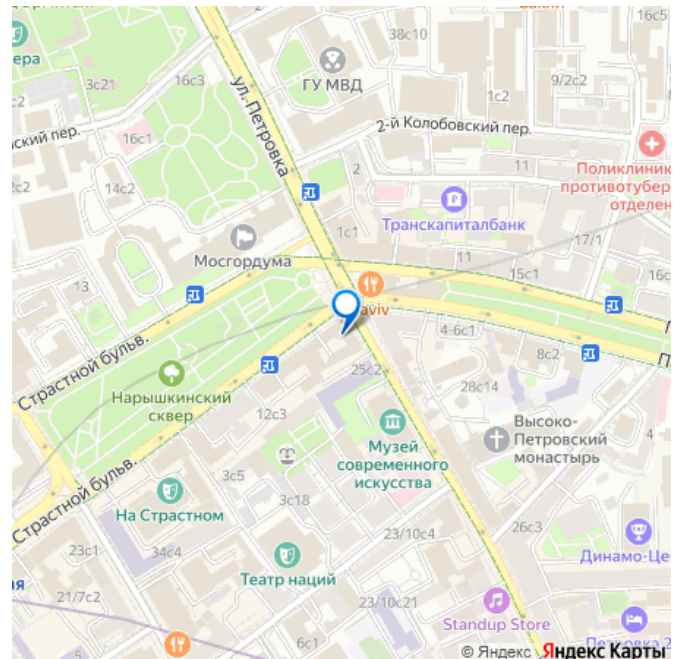 38с10
16с5
ера
3с21
16с3
ГУ МВД
1с2
9/2с2
ул. Петровка
2-й Колобовский пер.
ский пер.
16с1
14с2
2
11
Поликлиник
противотубер
отделен
Транскапиталбанк
17/1
1с1
Мосгордума
11
15с1
16с
13
aviv
4-6с1
8с2
П
Страстной бульв.
25с2
28с14
Нарышкинский
сквер
12с3
Высоко-
Петровский
монастырь
4
Музей
современного
искусства
3с5
3с18
На Страстном
Страстной бульв.
23/10с4
26с3
23с1
34с4
Динамо-Це
Театр наций
ая
21/7с2
23/10с21
Standup Store
6с1
Петровка 2
© Яндекс Яндекс Карты